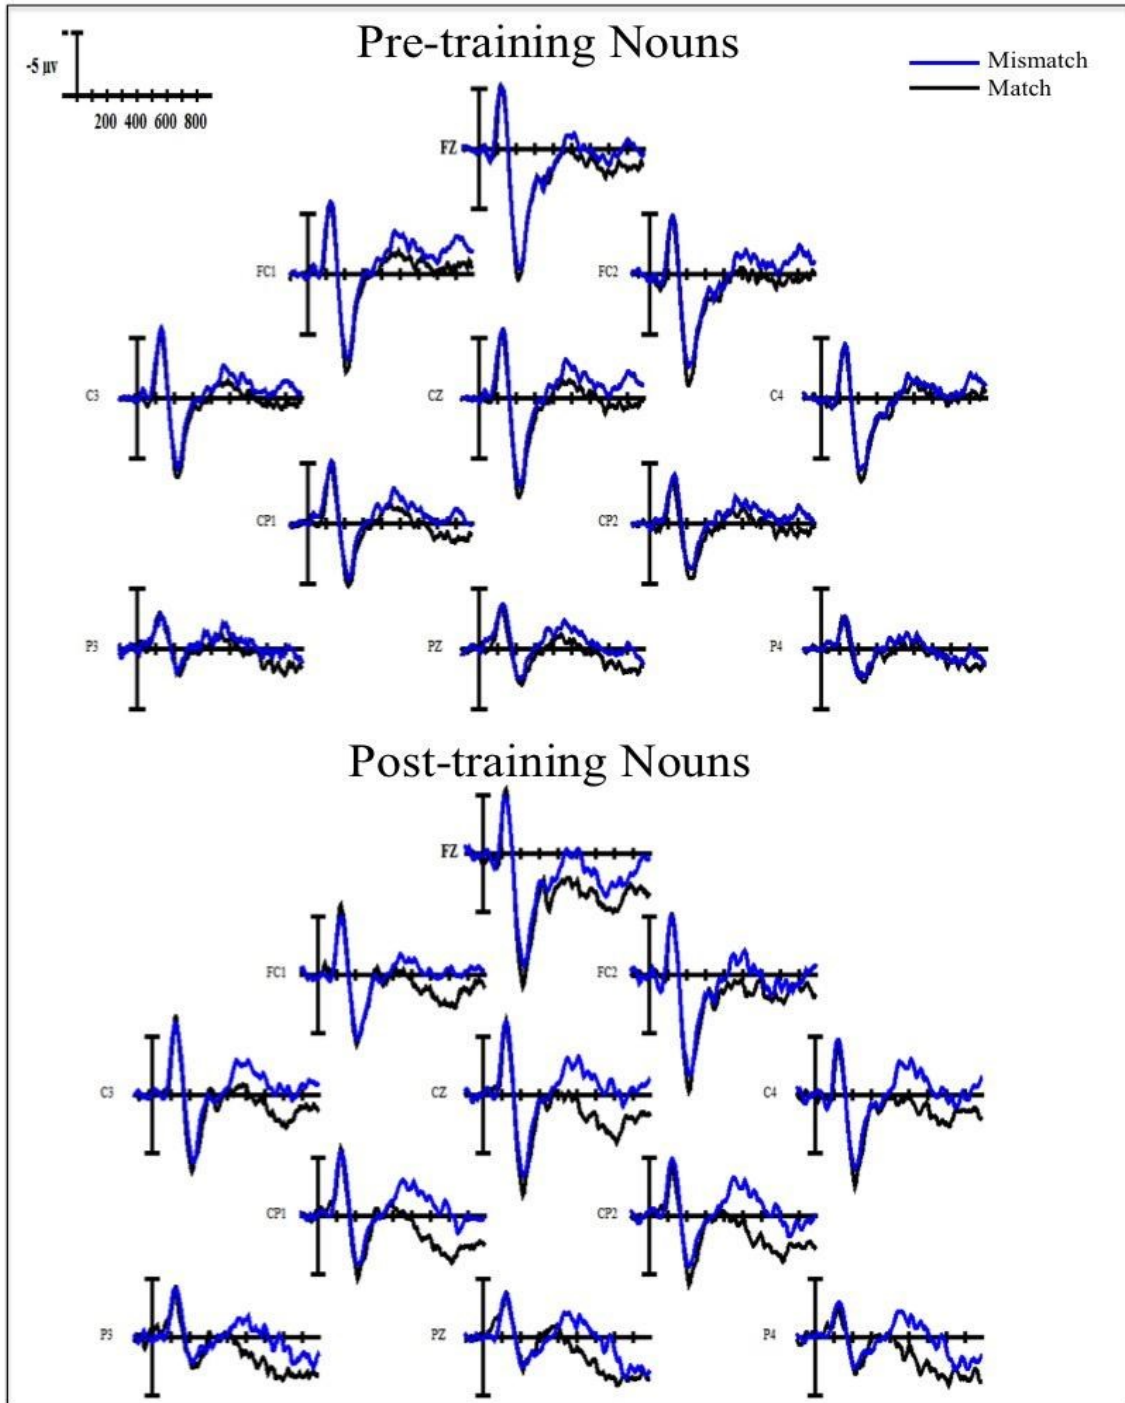 Pre-training Nouns
-5 μv
200 400 600 800
Mismatch
Match
FZ
FC1
FC2
C3
CZ
C4
CP1
CP2
P3
PZ
P4
Post-training Nouns
FZ
FC1
FC2
C3
CZ
C4
CP1
CP2
P3
PZ
P4